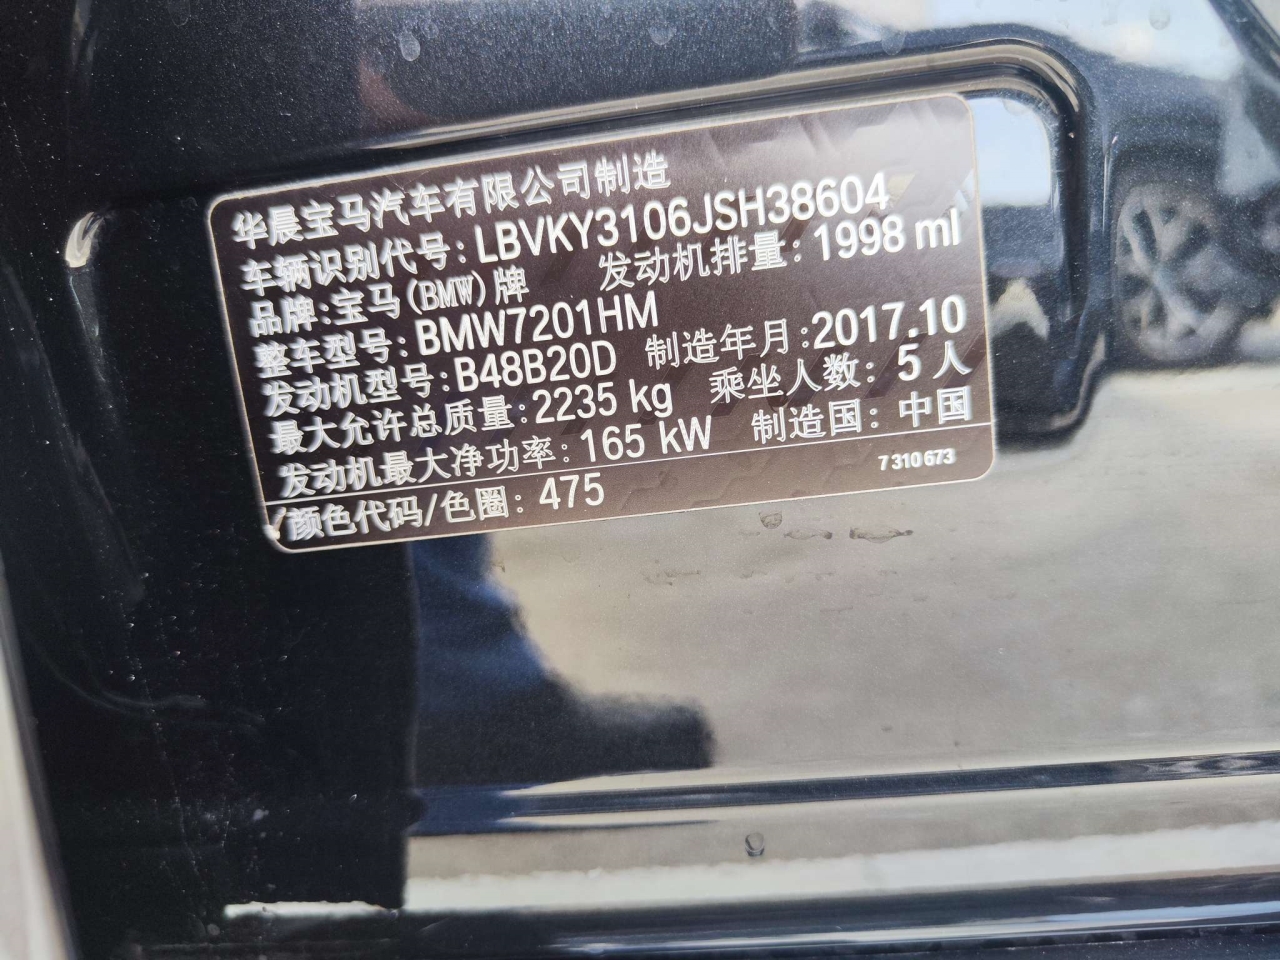 华晨宝马汽车有限公司制造
车辆识别代号:LBVKY3106JSH38604
品牌:宝马(BMW)牌 发动机排量:1998 ml
整车型号:BMW7201HM
发动机型号:B48B20D 制造年月:2017.10
最大允许总质量:2235 kg 乘坐人数:5 人
发动机最大净功率:165 kW 制造国:中国
颜色代码/色圈:475 7 310 673